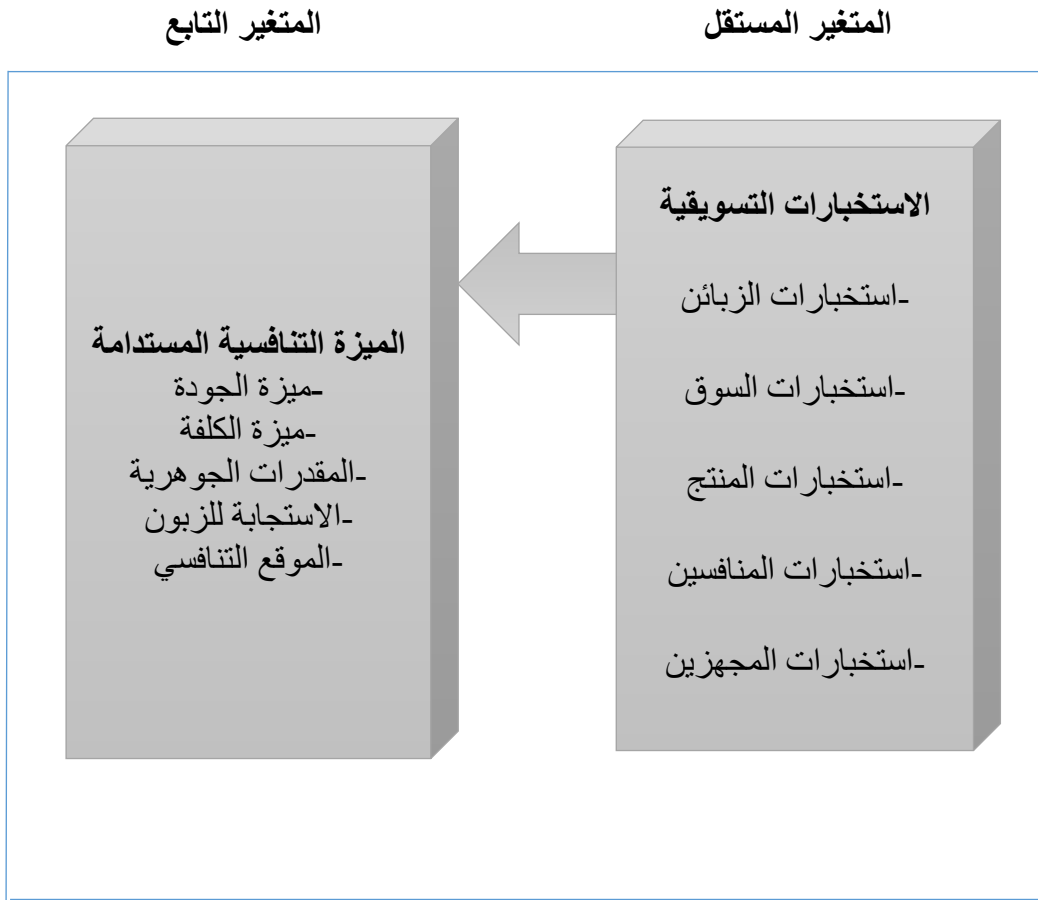 المتغير المستقل
المتغير التابع
الاستخبارات التسويقية
-استخبارات الزبائن
-استخبارات السوق
-استخبارات المنتج
-استخبارات المنافسين
-استخبارات المجهزين
الميزة التنافسية المستدامة
-ميزة الجودة
-ميزة الكلفة
-المقدرات الجوهرية
-الاستجابة للزبون
-الموقع التنافسي